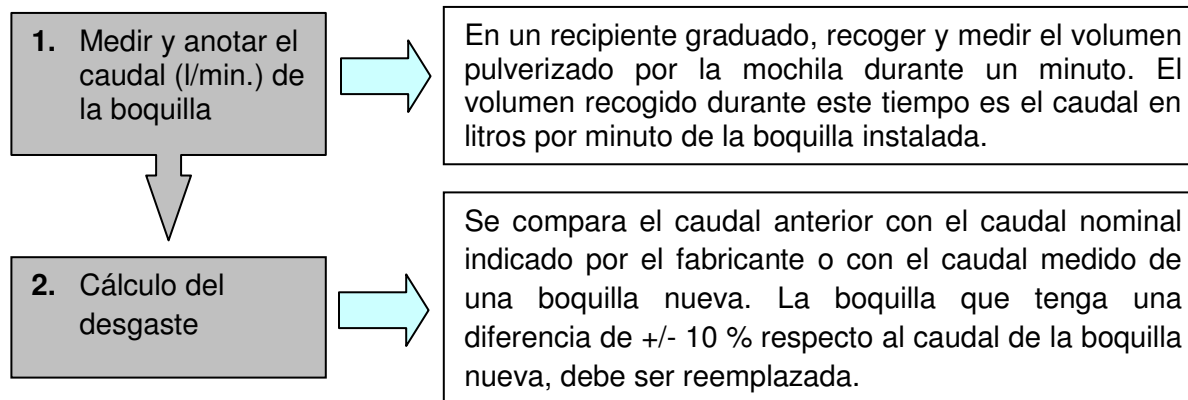 1. Medir y anotar el
caudal (l/min.) de
la boquilla
En un recipiente graduado, recoger y medir el volumen
pulverizado por la mochila durante un minuto. El
volumen recogido durante este tiempo es el caudal en
litros por minuto de la boquilla instalada.
2. Cálculo del
desgaste
Se compara el caudal anterior con el caudal nominal
indicado por el fabricante o con el caudal medido de
una boquilla nueva. La boquilla que tenga una
diferencia de +/- 10 % respecto al caudal de la boquilla
nueva, debe ser reemplazada.